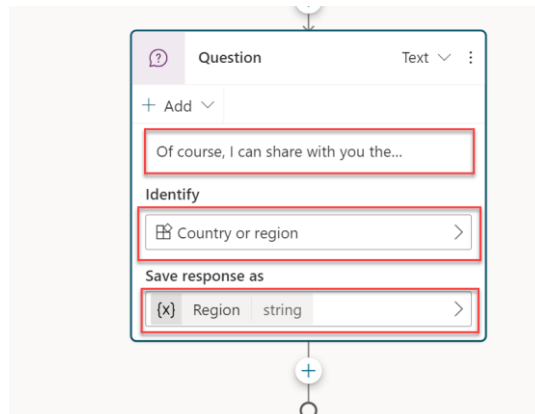 Question
Text
+ Add
Of course, I can share with you the...
Identify
Country or region
Save response as
{x} Region string